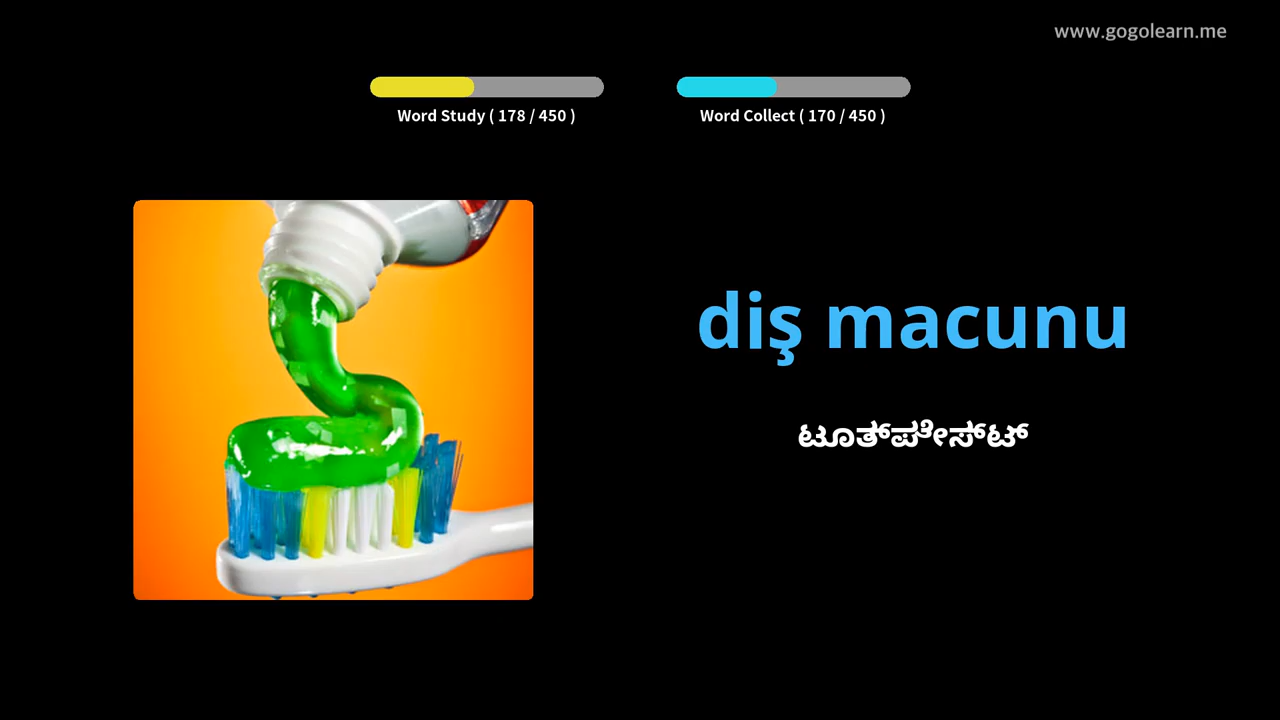 www.gogolearn.me
Word Study ( 178 / 450 )
Word Collect ( 170 / 450 )
diş macunu
ಟೂತ್‌ಪೇಸ್ಟ್